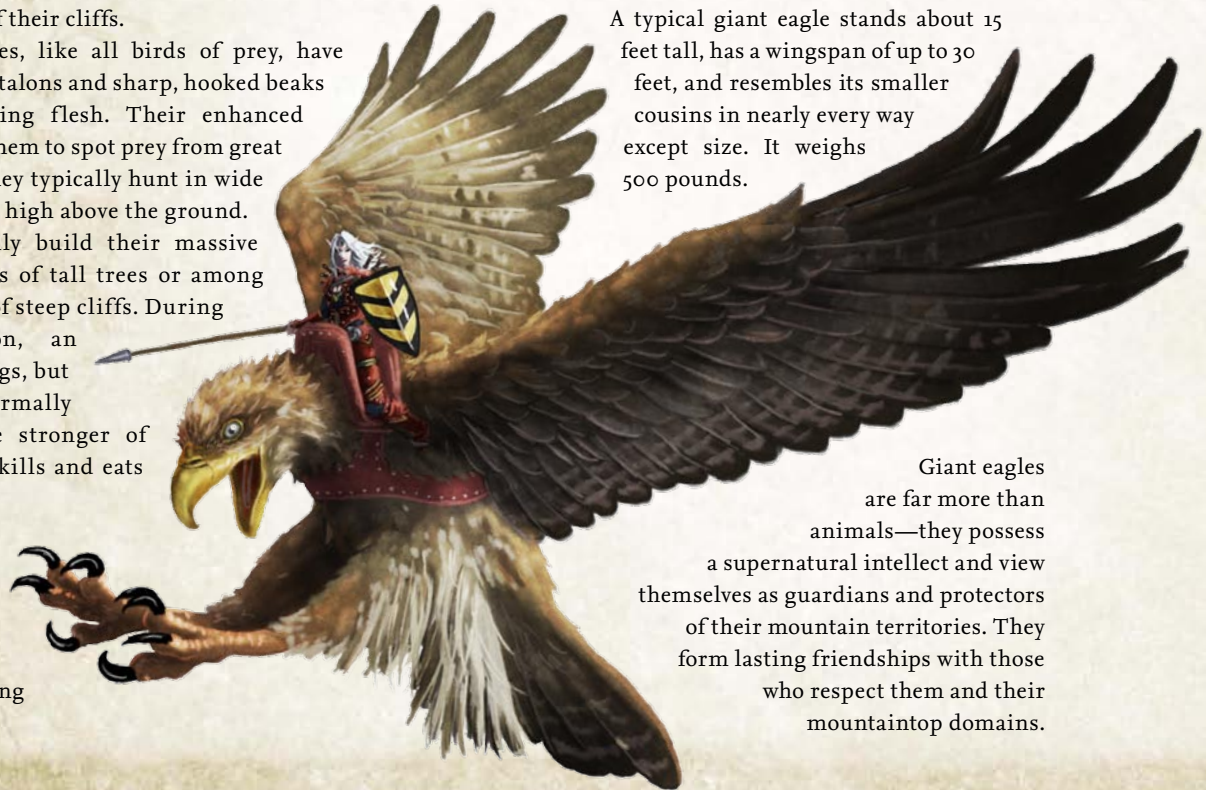 f their cliffs.
es, like all birds of prey, have
talons and sharp, hooked beaks
ing flesh. Their enhanced
hem to spot prey from great
ey typically hunt in wide
high above the ground.
ly build their massive
s of tall trees or among
of steep cliffs. During
on, an
gs, but
rmally
e stronger of
kills and eats
ng
A typical giant eagle stands about 15
feet tall, has a wingspan of up to 30
feet, and resembles its smaller
cousins in nearly every way
except size. It weighs
500 pounds.
Giant eagles
are far more than
animals—they possess
a supernatural intellect and view
themselves as guardians and protectors
of their mountain territories. They
form lasting friendships with those
who respect them and their
mountaintop domains.